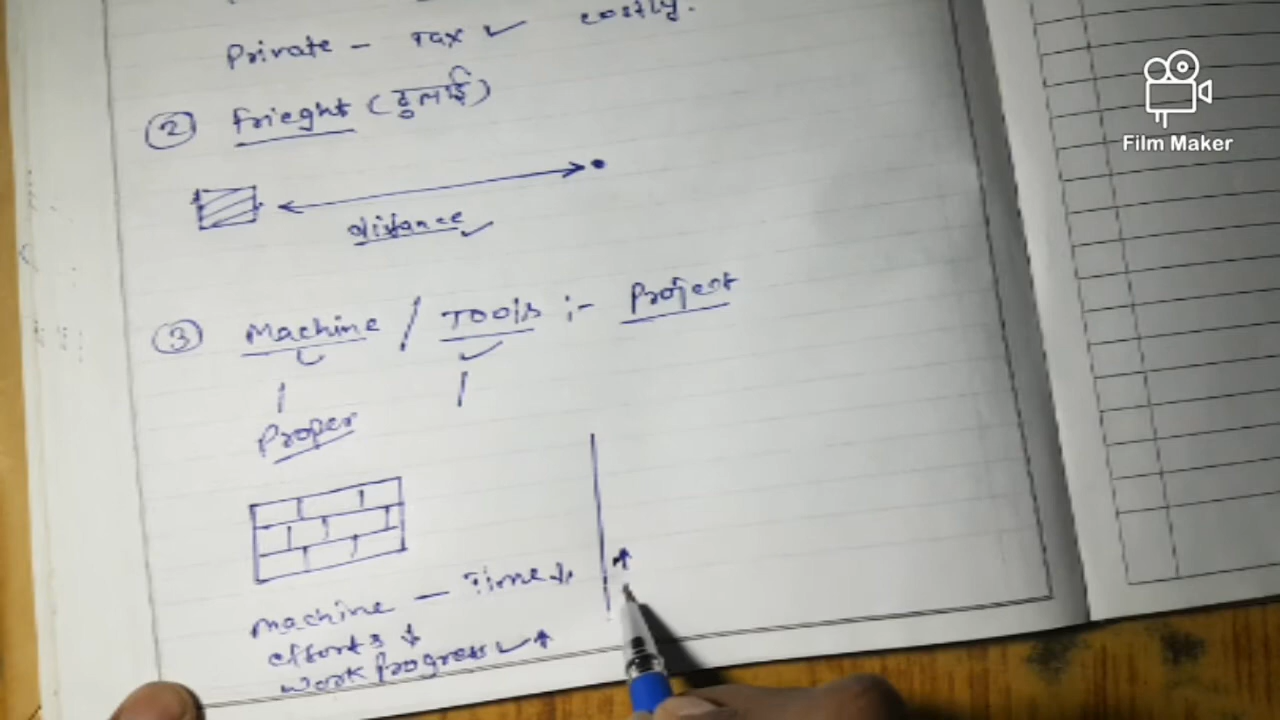 Private - Tax ✓ costly.
② frieght (ढुलाई)
distance ✓
③ Machine / Tools :- Project
Proper
Machine - Time ↓
efforts ↓
work progress ✓ ↑
Film Maker